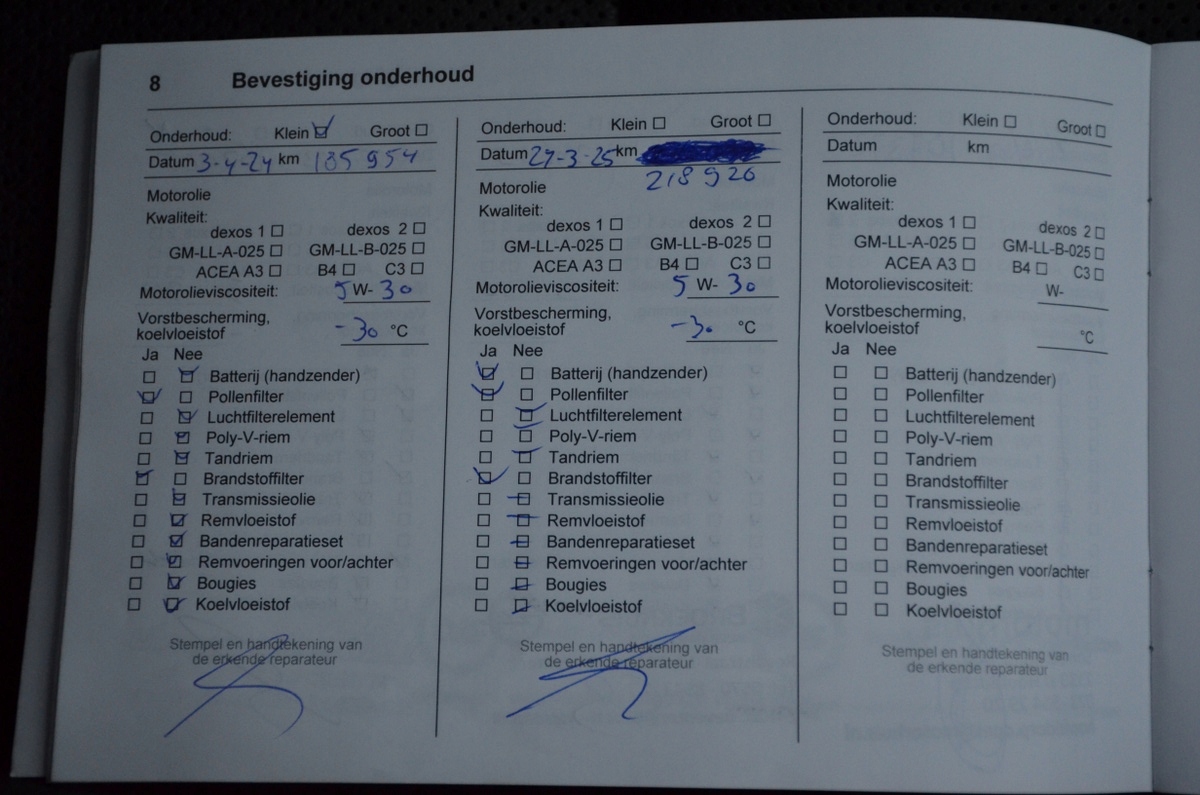 8 Bevestiging onderhoud
Onderhoud: Klein ☑ Groot ☐
Datum 3-4-24 km 185 954
Motorolie
Kwaliteit:
dexos 1 ☐ dexos 2 ☐
GM-LL-A-025 ☐ GM-LL-B-025 ☐
ACEA A3 ☐ B4 ☐ C3 ☐
Motorolieviscositeit: 5 W- 30
Vorstbescherming,
koelvloeistof -30 °C
Ja Nee
☐ ☑ Batterij (handzender)
☑ ☐ Pollenfilter
☐ ☑ Luchtfilterelement
☐ ☑ Poly-V-riem
☐ ☑ Tandriem
☑ ☐ Brandstoffilter
☐ ☑ Transmissieolie
☐ ☑ Remvloeistof
☐ ☑ Bandenreparatieset
☐ ☑ Remvoeringen voor/achter
☐ ☑ Bougies
☐ ☑ Koelvloeistof
Stempel en handtekening van
de erkende reparateur
Onderhoud: Klein ☐ Groot ☐
Datum 27-3-25 km
218 926
Motorolie
Kwaliteit:
dexos 1 ☐ dexos 2 ☐
GM-LL-A-025 ☐ GM-LL-B-025 ☐
ACEA A3 ☐ B4 ☐ C3 ☐
Motorolieviscositeit: 5 W- 30
Vorstbescherming,
koelvloeistof -30 °C
Ja Nee
☑ ☐ Batterij (handzender)
☑ ☐ Pollenfilter
☐ ☑ Luchtfilterelement
☐ ☑ Poly-V-riem
☐ ☑ Tandriem
☑ ☐ Brandstoffilter
☐ ☑ Transmissieolie
☐ ☑ Remvloeistof
☐ ☑ Bandenreparatieset
☐ ☑ Remvoeringen voor/achter
☐ ☑ Bougies
☐ ☑ Koelvloeistof
Stempel en handtekening van
de erkende reparateur
Onderhoud: Klein ☐ Groot ☐
Datum km
Motorolie
Kwaliteit:
dexos 1 ☐ dexos 2 ☐
GM-LL-A-025 ☐ GM-LL-B-025 ☐
ACEA A3 ☐ B4 ☐ C3 ☐
Motorolieviscositeit: W-
Vorstbescherming,
koelvloeistof °C
Ja Nee
☐ ☐ Batterij (handzender)
☐ ☐ Pollenfilter
☐ ☐ Luchtfilterelement
☐ ☐ Poly-V-riem
☐ ☐ Tandriem
☐ ☐ Brandstoffilter
☐ ☐ Transmissieolie
☐ ☐ Remvloeistof
☐ ☐ Bandenreparatieset
☐ ☐ Remvoeringen voor/achter
☐ ☐ Bougies
☐ ☐ Koelvloeistof
Stempel en handtekening van
de erkende reparateur